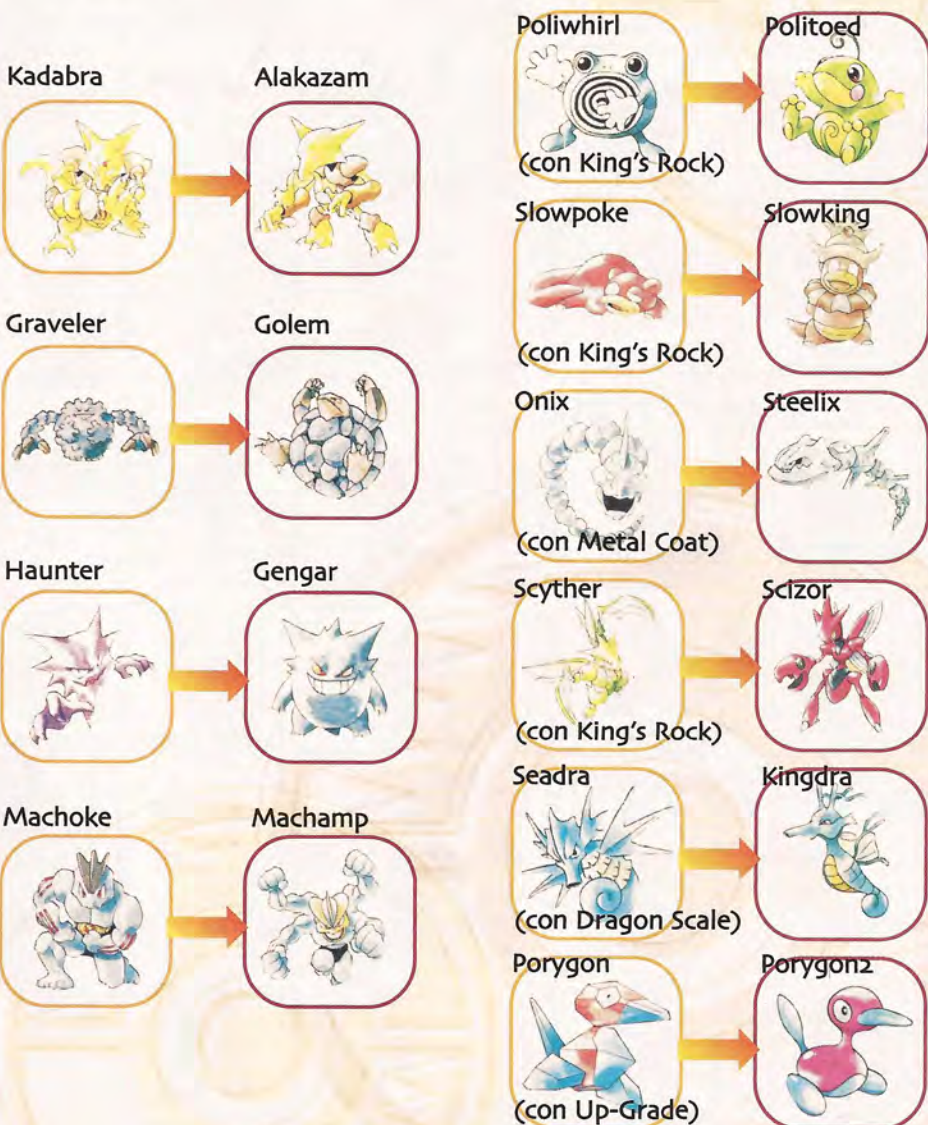 Kadabra
Alakazam
Graveler
Golem
Haunter
Gengar
Machoke
Machamp
Poliwhirl
Politoed
(con King's Rock)
Slowpoke
Slowking
(con King's Rock)
Onix
Steelix
(con Metal Coat)
Scyther
Scizor
(con King's Rock)
Seadra
Kingdra
(con Dragon Scale)
Porygon
Porygon2
(con Up-Grade)